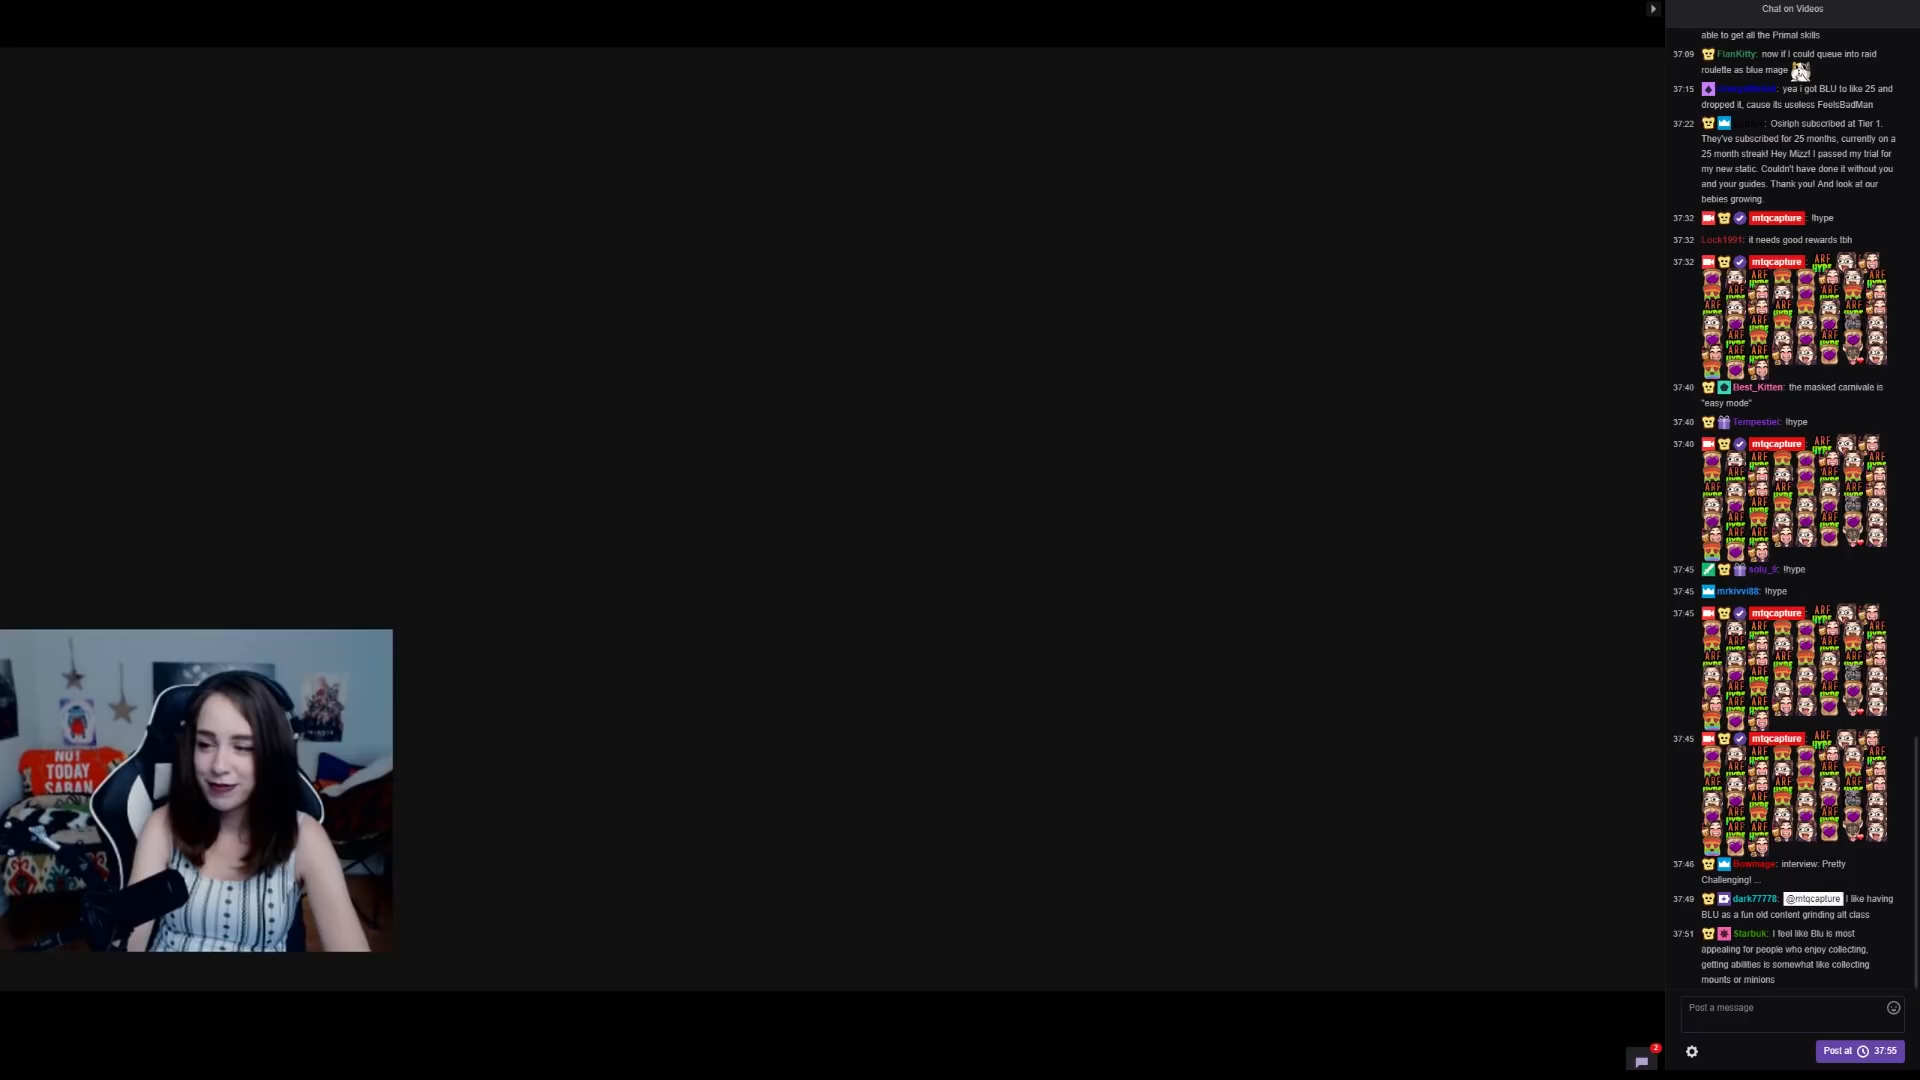 Chat on Videos
able to get all the Primal skills
37:09 FlanKitty: now if I could queue into raid
roulette as blue mage
37:15 : yea i got BLU to like 25 and
dropped it, cause its useless FeelsBadMan
37:22 : Osiriph subscribed at Tier 1.
They've subscribed for 25 months, currently on a
25 month streak! Hey Mizz! I passed my trial for
my new static. Couldn't have done it without you
and your guides. Thank you! And look at our
bebies growing.
37:32 mtqcapture: !hype
37:32 Lock1991: it needs good rewards tbh
37:32 mtqcapture
37:40 Best_Kitten: the masked carnivale is
"easy mode"
37:40 Tempestiel: !hype
37:40 mtqcapture
37:45 solu_9: !hype
37:45 mrkivvi88: !hype
37:45 mtqcapture
37:45 mtqcapture
37:46 Bowmage: interview: Pretty
Challenging! ...
37:49 dark77778: @mtqcapture I like having
BLU as a fun old content grinding alt class
37:51 Starbuk: I feel like Blu is most
appealing for people who enjoy collecting,
getting abilities is somewhat like collecting
mounts or minions
Post a message
Post at 37:55
2
NOT
TODAY
SABAN